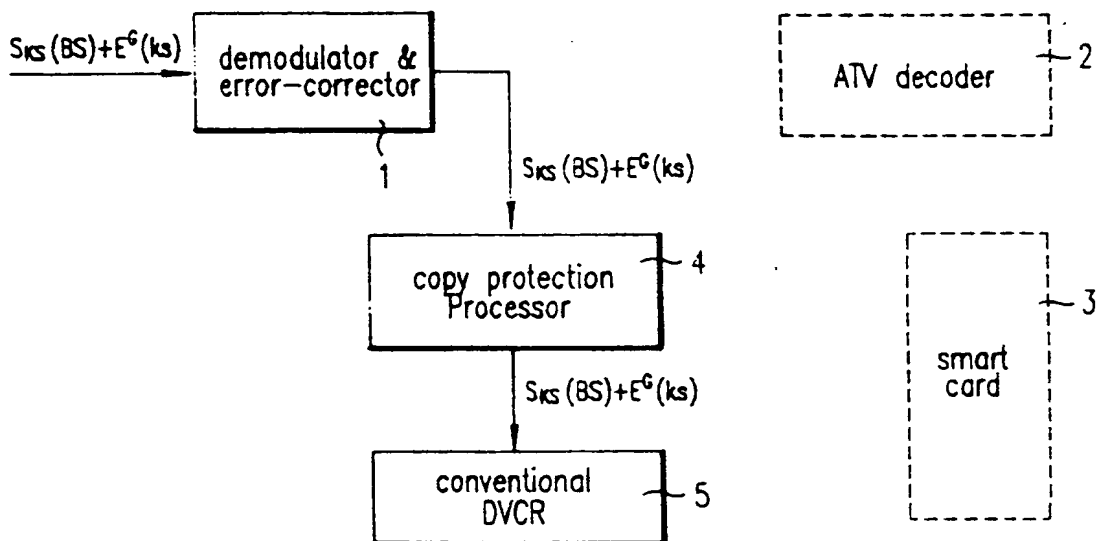 S_KS(BS)+E^G(ks)
demodulator &
error-corrector
1
ATV decoder
2
S_KS(BS)+E^G(ks)
copy protection
Processor
4
3
smart
card
S_KS(BS)+E^G(ks)
conventional
DVCR
5